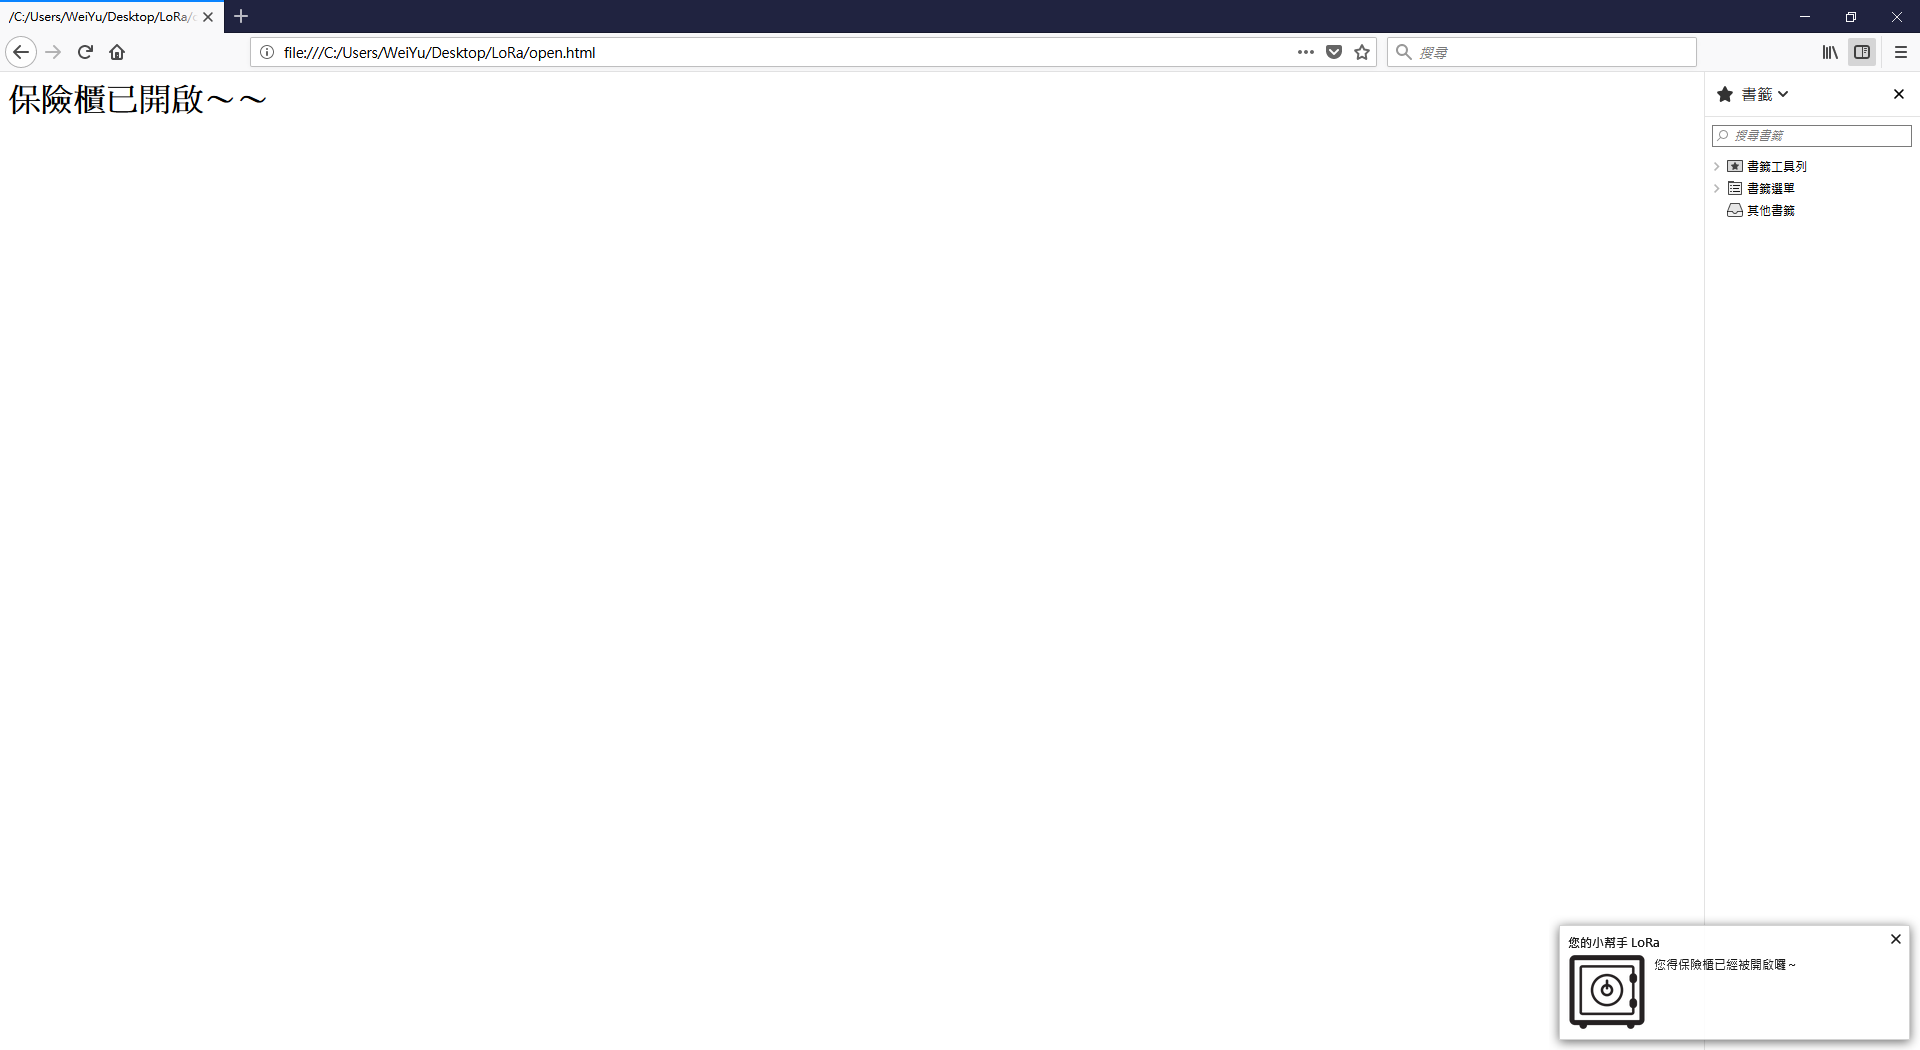 /C:/Users/WeiYu/Desktop/LoRa/
file:///C:/Users/WeiYu/Desktop/LoRa/open.html
搜尋
保險櫃已開啟～～
書籤
搜尋書籤
書籤工具列
書籤選單
其他書籤
您的小幫手 LoRa
您得保險櫃已經被開啟囉~